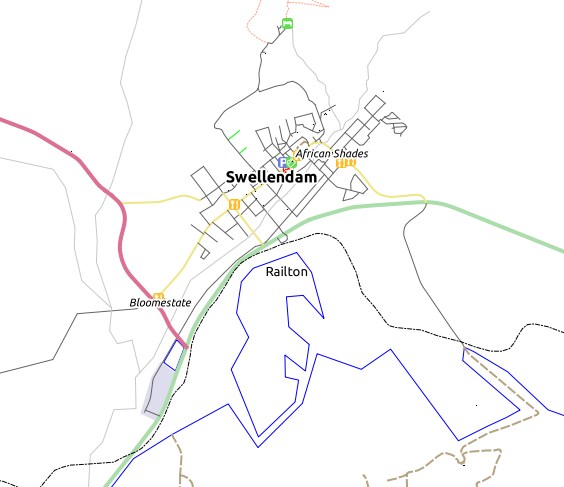 African Shades
Swellendam
Railton
Bloomestate